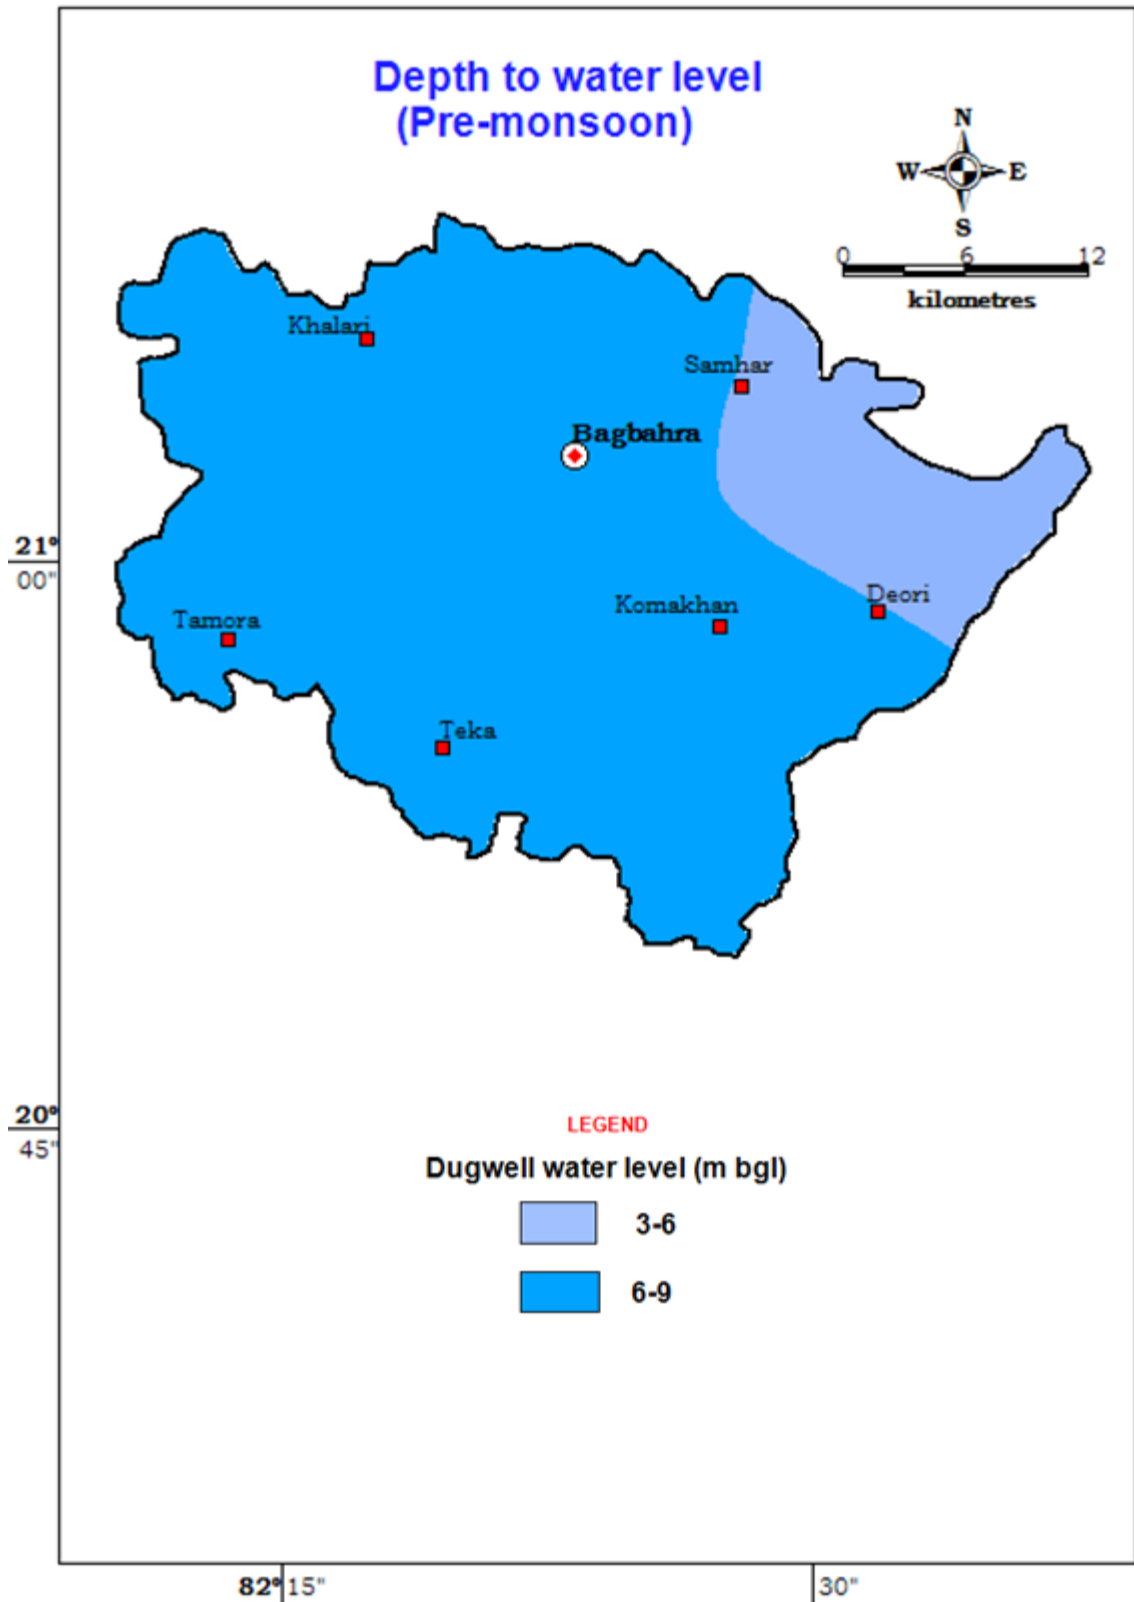 Depth to water level
(Pre-monsoon)
N
W E
S
0 6 12
kilometres
Khalari
Samhar
Bagbahra
21°
00"
Deori
Komakhan
Tamora
Teka
20°
45"
LEGEND
Dugwell water level (m bgl)
3-6
6-9
82° 15" 30"